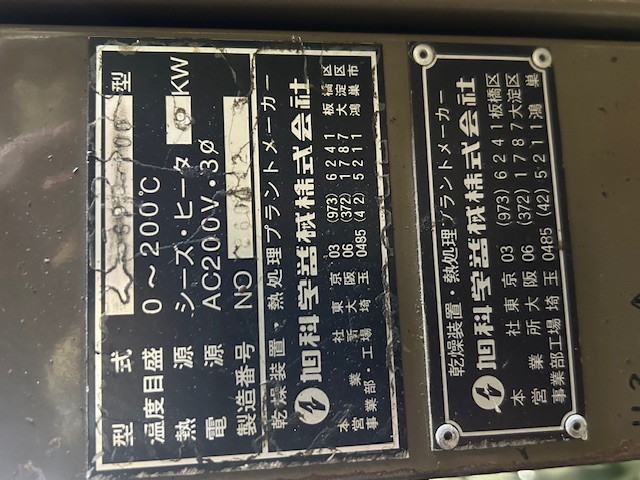 型式 型
温度目盛 0〜200℃
熱源 シーズ・ヒータ KW
電源 AC200V・3φ
製造番号 NO
乾燥装置・熱処理プラントメーカー
旭科学器械株式会社
本社 東京 03 (973) 6241 板橋区
営業所 大阪 06 (372) 1787 大淀区
事業部・工場 埼玉 0485 (42) 5211 鴻巣市
乾燥装置・熱処理プラントメーカー
旭科学器械株式会社
本社 東京 03 (973) 6241 板橋区
営業所 大阪 06 (372) 1787 大淀区
事業部工場 埼玉 0485 (42) 5211 鴻巣